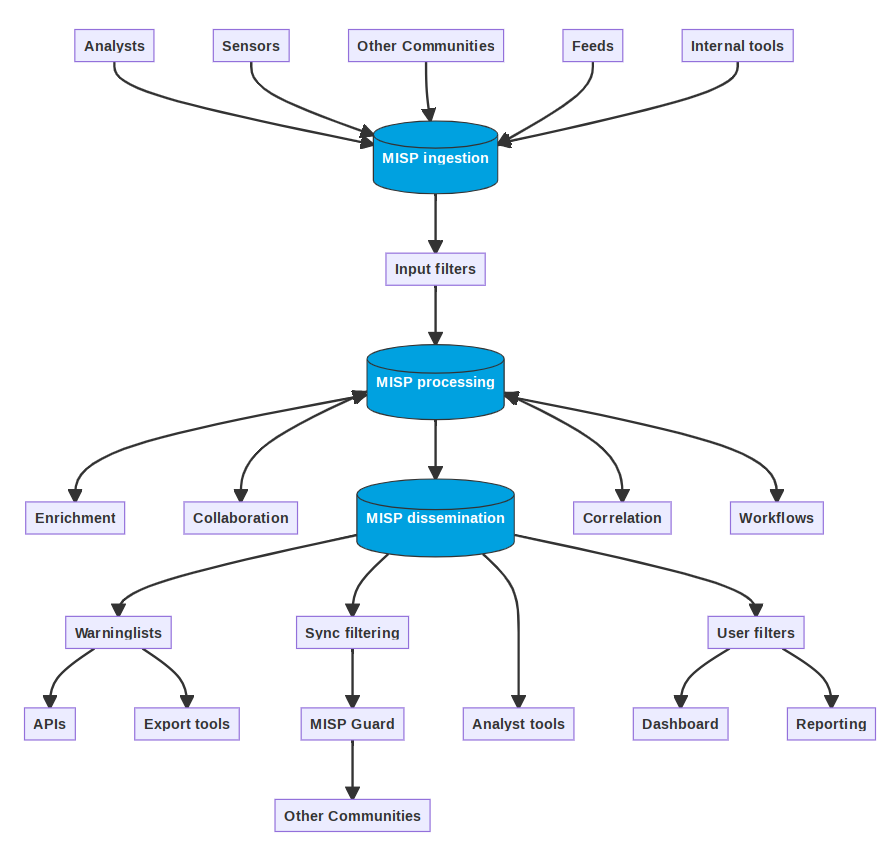 Analysts
Sensors
Other Communities
Feeds
Internal tools
MISP ingestion
Input filters
MISP processing
Enrichment
Collaboration
MISP dissemination
Correlation
Workflows
Warninglists
Sync filtering
User filters
APIs
Export tools
MISP Guard
Analyst tools
Dashboard
Reporting
Other Communities